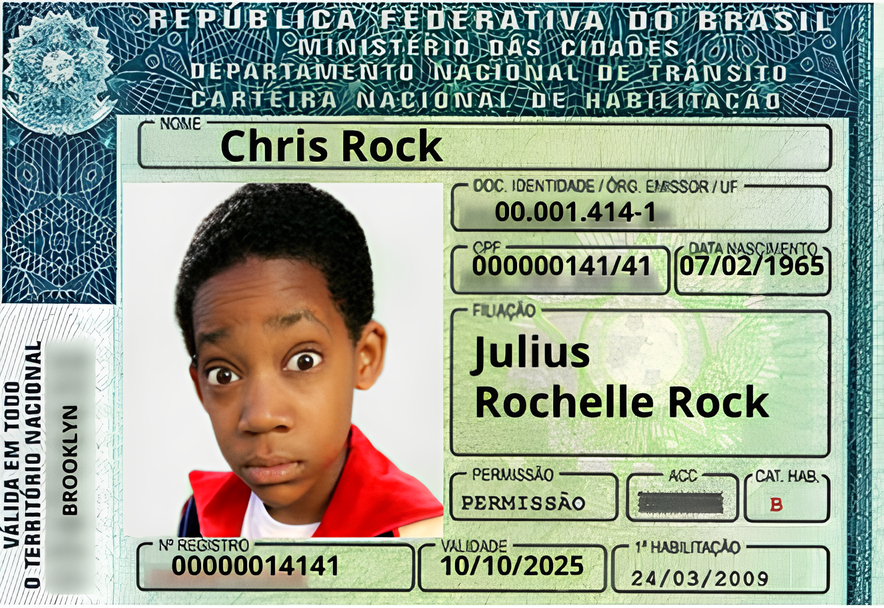 REPÚBLICA FEDERATIVA DO BRASIL
MINISTÉRIO DAS CIDADES
DEPARTAMENTO NACIONAL DE TRÂNSITO
CARTEIRA NACIONAL DE HABILITAÇÃO
NOME
Chris Rock
DOC. IDENTIDADE / ÓRG. EMISSOR / UF
00.001.414-1
CPF
000000141/41
DATA NASCIMENTO
07/02/1965
FILIAÇÃO
Julius
Rochelle Rock
PERMISSÃO
PERMISSÃO
ACC
CAT. HAB.
B
Nº REGISTRO
00000014141
VALIDADE
10/10/2025
1ª HABILITAÇÃO
24/03/2009
VÁLIDA EM TODO
O TERRITÓRIO NACIONAL
BROOKLYN